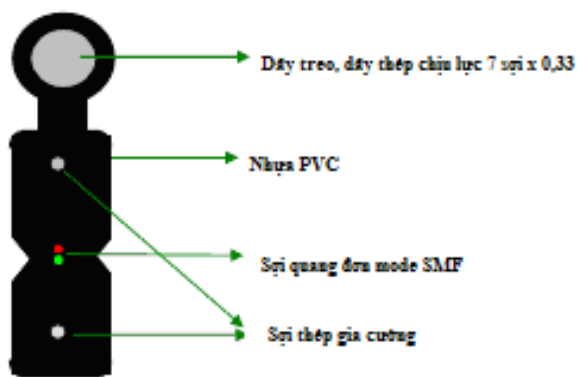 Dây treo, dây thép chịu lực 7 sợi x 0,33
Nhựa PVC
Sợi quang đơn mode SMF
Sợi thép gia cường